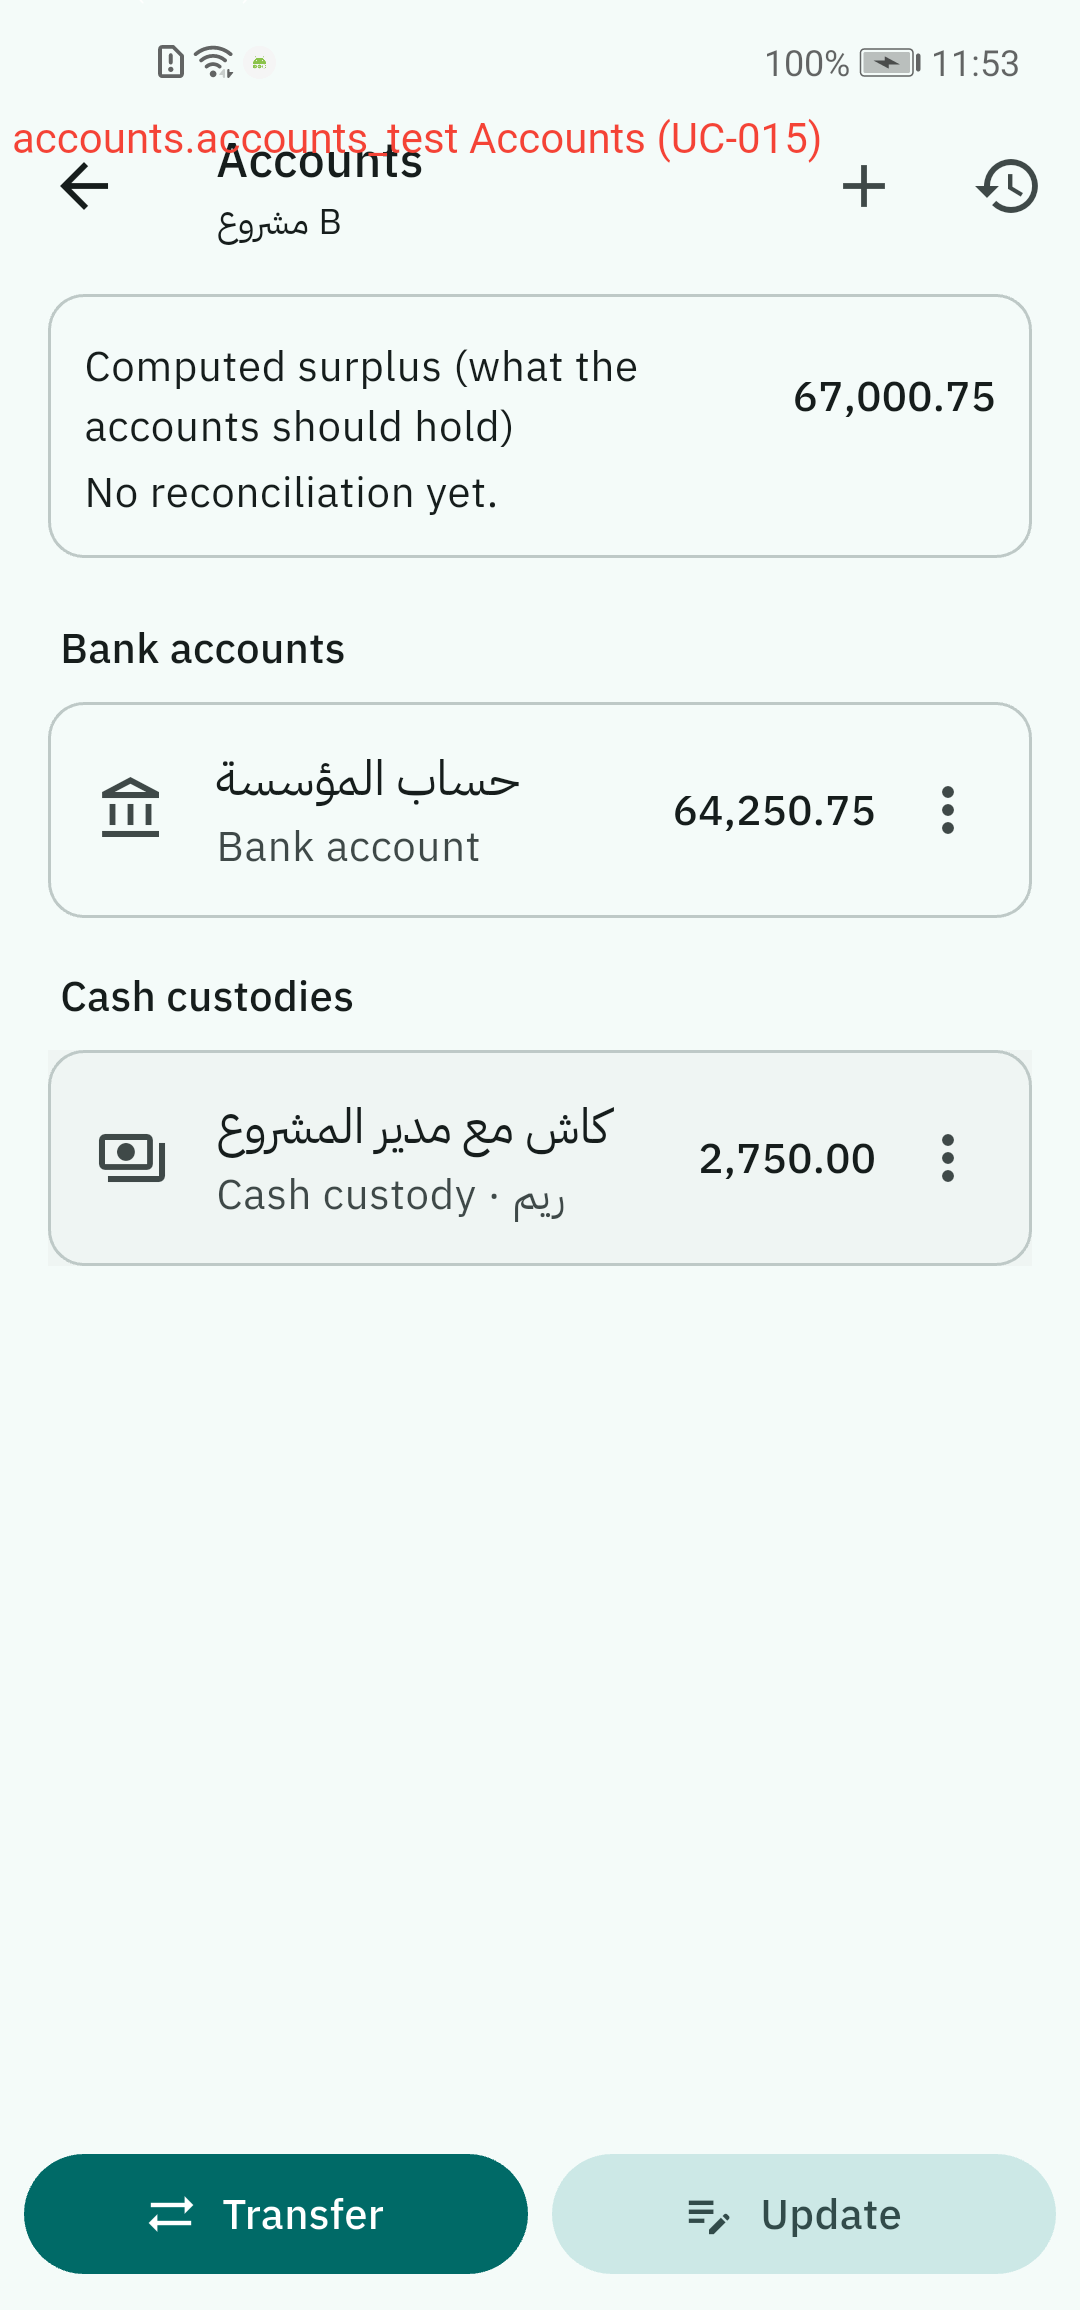 100% 11:53
accounts.accounts_test Accounts (UC-015)
Accounts
مشروع B
Computed surplus (what the
accounts should hold)
67,000.75
No reconciliation yet.
Bank accounts
حساب المؤسسة
Bank account
64,250.75
Cash custodies
كاش مع مدير المشروع
Cash custody · ريم
2,750.00
Transfer
Update